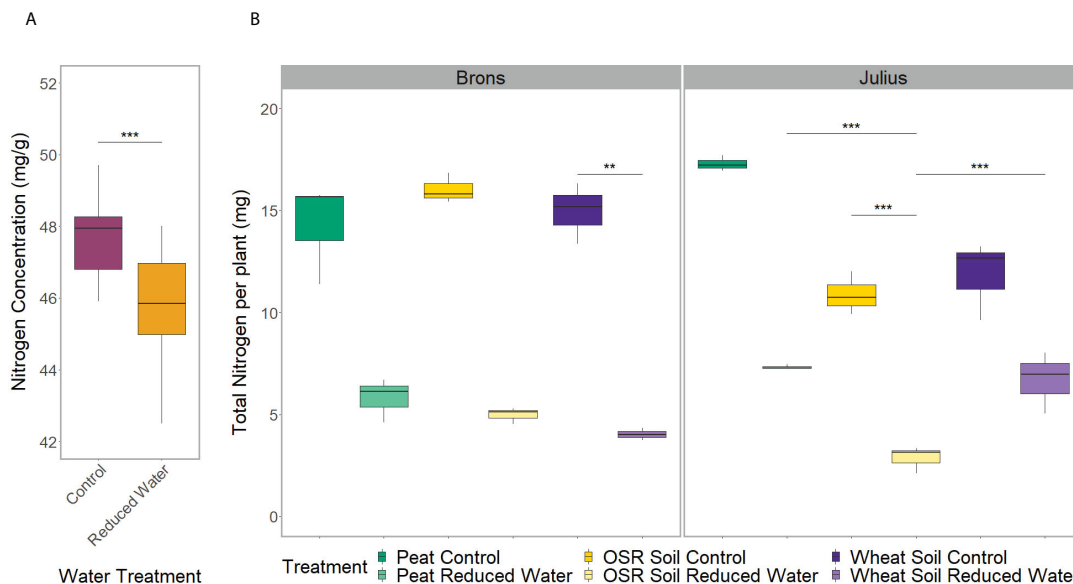 A
B
52
50
48
46
44
42
Nitrogen Concentration (mg/g)
***
Control
Reduced Water
Water Treatment
Brons
Julius
20
15
10
5
0
Total Nitrogen per plant (mg)
**
***
***
***
Treatment
Peat Control
OSR Soil Control
Wheat Soil Control
Peat Reduced Water
OSR Soil Reduced Water
Wheat Soil Reduced Water